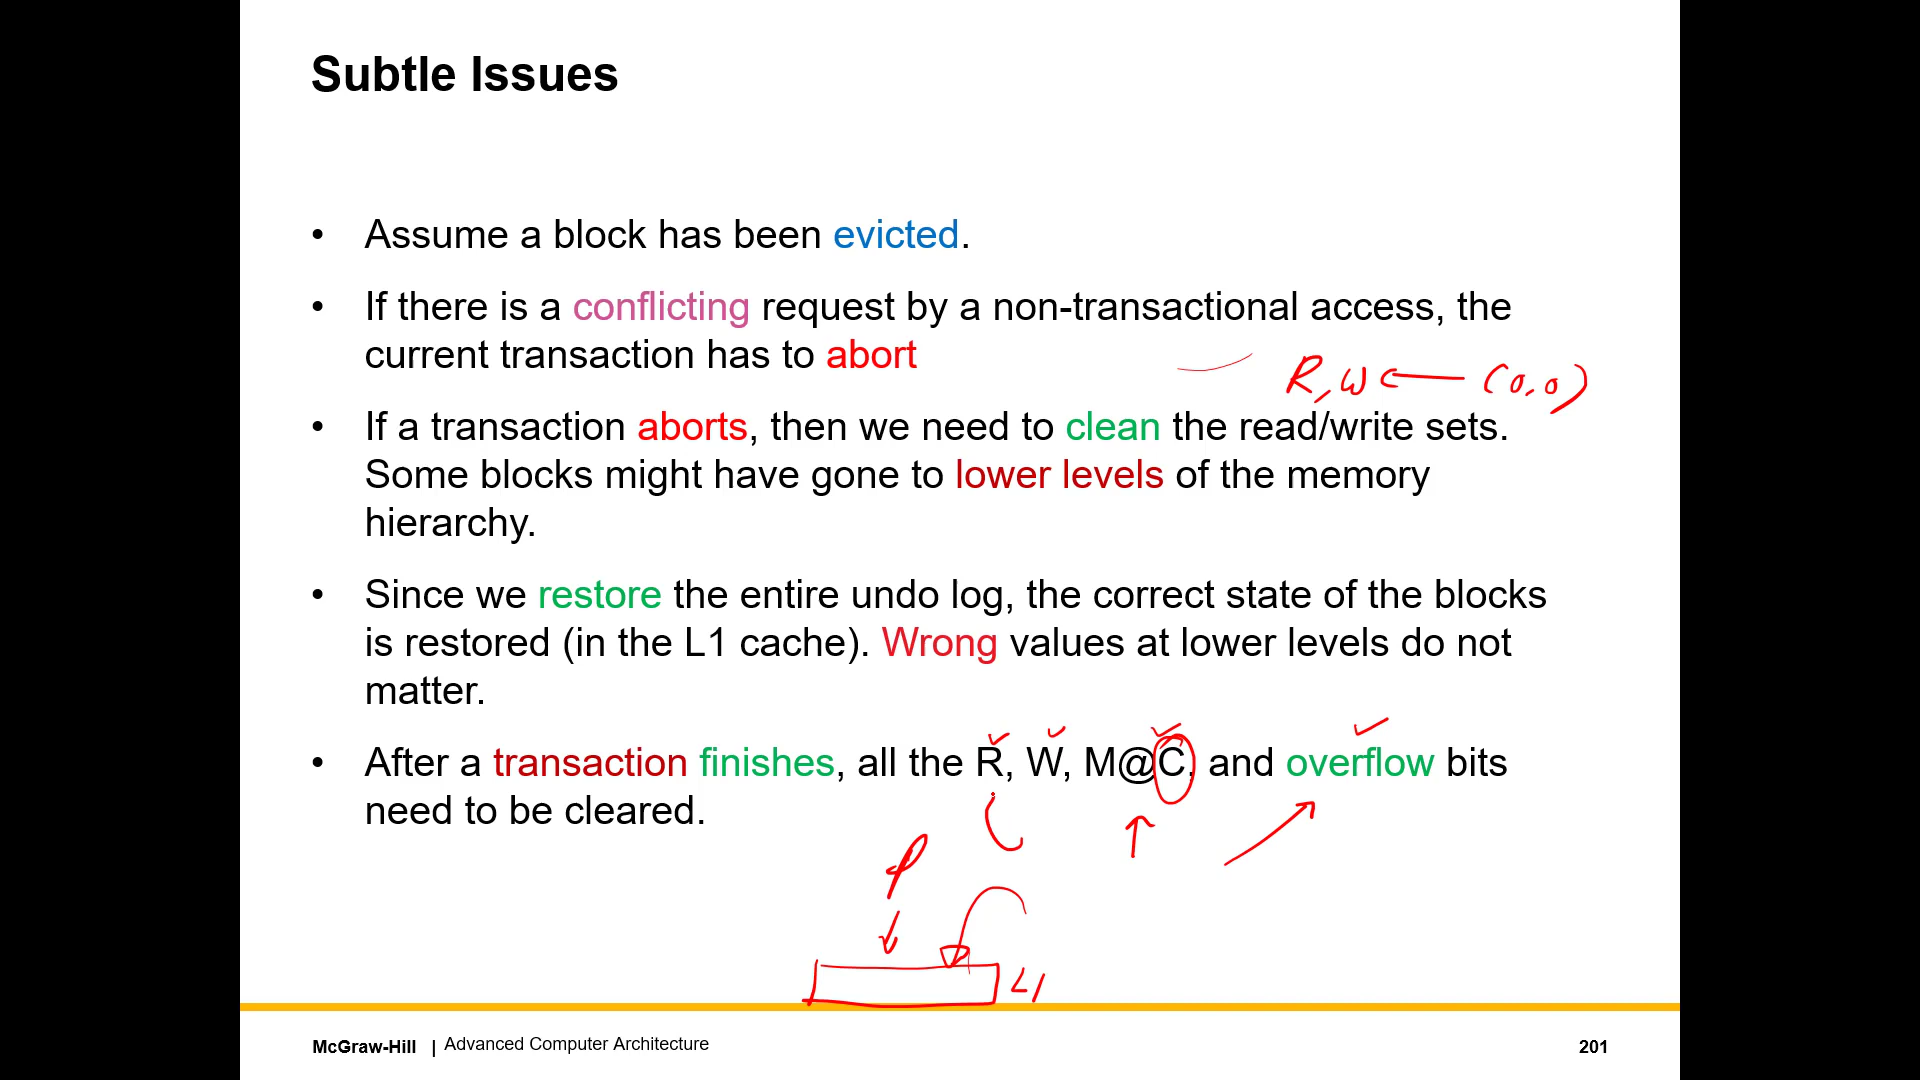 Subtle Issues
• Assume a block has been evicted.
• If there is a conflicting request by a non-transactional access, the
current transaction has to abort
R, W ← (0, 0)
• If a transaction aborts, then we need to clean the read/write sets.
Some blocks might have gone to lower levels of the memory
hierarchy.
• Since we restore the entire undo log, the correct state of the blocks
is restored (in the L1 cache). Wrong values at lower levels do not
matter.
• After a transaction finishes, all the R, W, M@C, and overflow bits
need to be cleared.
L1
McGraw-Hill | Advanced Computer Architecture
201